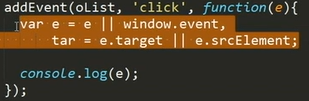 addEvent(oList, 'click', function(e){
var e = e || window.event,
tar = e.target || e.srcElement;
console.log(e);
});